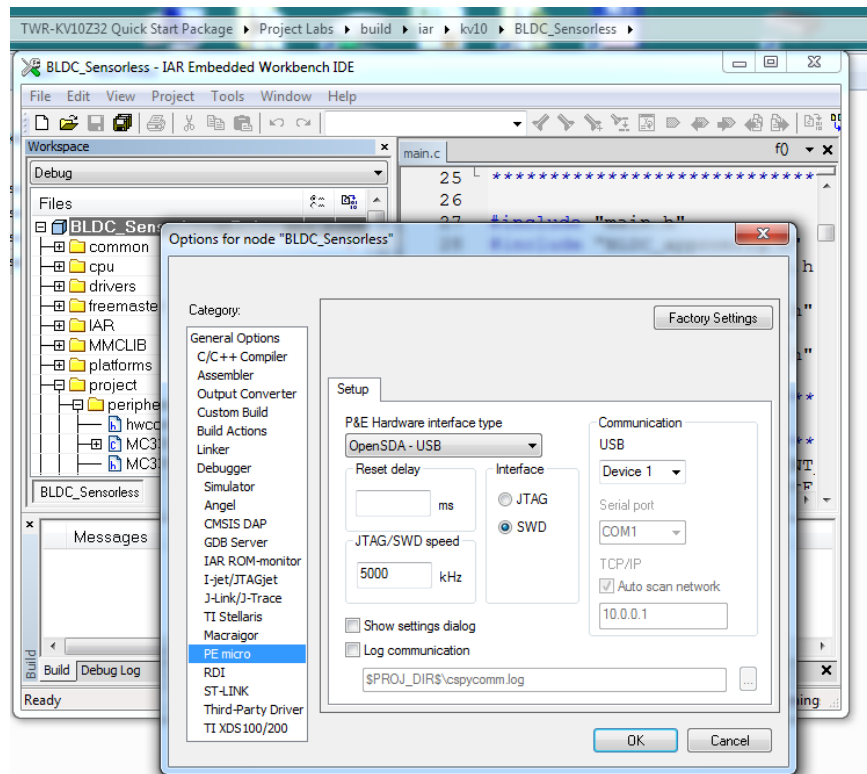 TWR-KV10Z32 Quick Start Package ▸ Project Labs ▸ build ▸ iar ▸ kv10 ▸ BLDC_Sensorless ▸
BLDC_Sensorless - IAR Embedded Workbench IDE
File Edit View Project Tools Window Help
Workspace
Debug
Files
BLDC_Sens
common
cpu
drivers
freemaste
IAR
MMCLIB
platforms
project
periphe
hwco
MC3
MC3
BLDC_Sensorless
main.c
f()
25
26
27 #include "main.h"
28
Options for node "BLDC_Sensorless"
Category:
General Options
C/C++ Compiler
Assembler
Output Converter
Custom Build
Build Actions
Linker
Debugger
Simulator
Angel
CMSIS DAP
GDB Server
IAR ROM-monitor
I-jet/JTAGjet
J-Link/J-Trace
TI Stellaris
Macraigor
PE micro
RDI
ST-LINK
Third-Party Driver
TI XDS100/200
Factory Settings
Setup
P&E Hardware interface type
OpenSDA - USB
Reset delay
ms
JTAG/SWD speed
5000 kHz
Interface
JTAG
SWD
Communication
USB
Device 1
Serial port
COM1
TCP/IP
Auto scan network
10.0.0.1
Show settings dialog
Log communication
$PROJ_DIR$\cspycomm.log
...
OK Cancel
Messages
Build
Build Debug Log
Ready